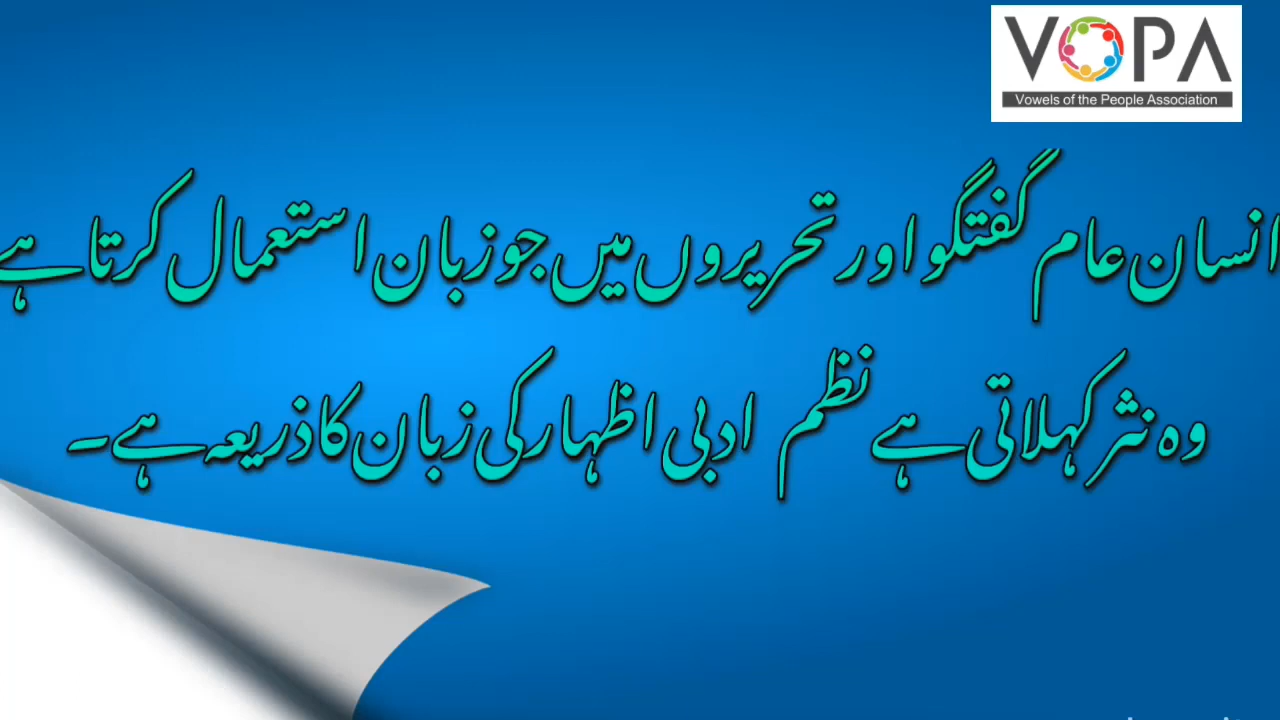 VOPA
Vowels of the People Association
انسان عام گفتگو اور تحریروں میں جو زبان استعمال کرتا ہے
وہ نثر کہلاتی ہے نظم ادبی اظہار کی زبان کا ذریعہ ہے۔